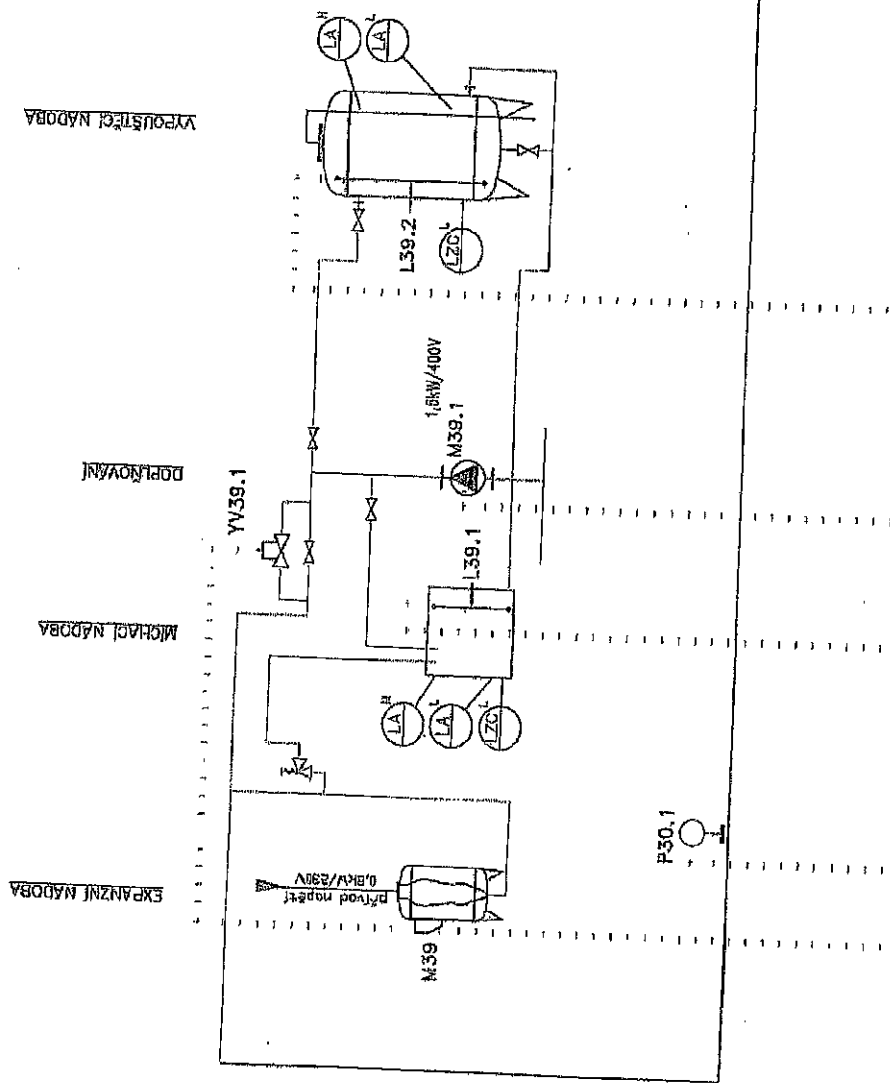 VYPOUŠTĚCÍ NÁDOBA
H
LA
L
LA
L39.2
L
LZC
DOPLŇOVÁNÍ
1,5kW/400V
M39.1
YV39.1
MÍCHACÍ NÁDOBA
L39.1
H
LA
L
LA
L
LZC
EXPANZNÍ NÁDOBA
přívod napětí
0,8kW/230V
M39
P30.1